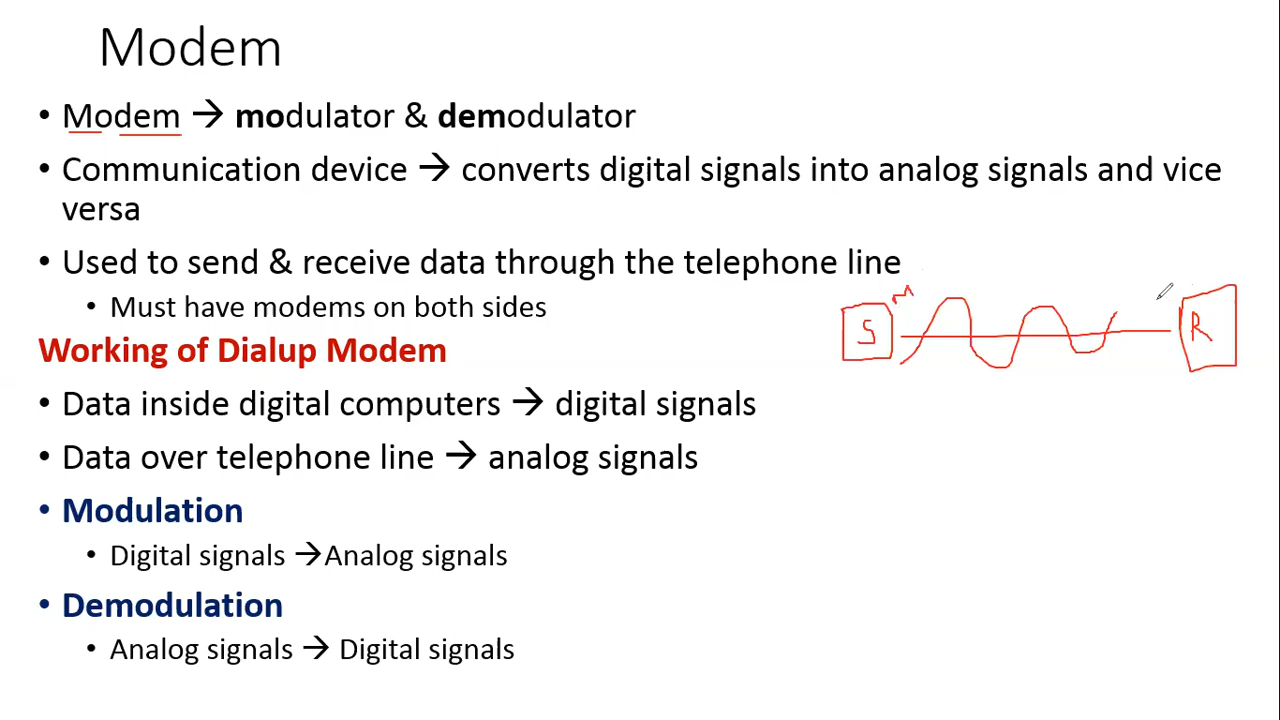 Modem
• Modem → modulator & demodulator
• Communication device → converts digital signals into analog signals and vice
versa
• Used to send & receive data through the telephone line
• Must have modems on both sides
M
S
R
Working of Dialup Modem
• Data inside digital computers → digital signals
• Data over telephone line → analog signals
• Modulation
• Digital signals →Analog signals
• Demodulation
• Analog signals → Digital signals